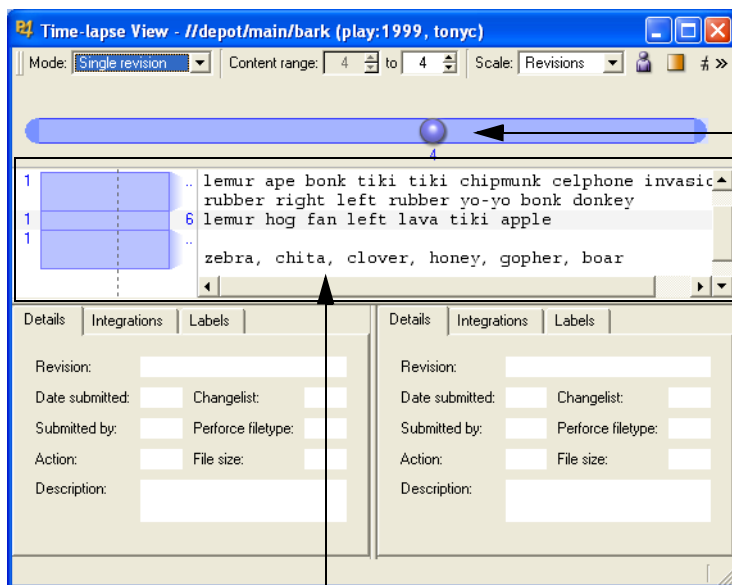 Time-lapse View - //depot/main/bark (play:1999, tonyc)
Mode: Single revision Content range: 4 to 4 Scale: Revisions »
4
1 .. lemur ape bonk tiki tiki chipmunk celphone invasic
rubber right left rubber yo-yo bonk donkey
1 6 lemur hog fan left lava tiki apple
1 ..
zebra, chita, clover, honey, gopher, boar
Details Integrations Labels Details Integrations Labels
Revision: Revision:
Date submitted: Changelist: Date submitted: Changelist:
Submitted by: Perforce filetype: Submitted by: Perforce filetype:
Action: File size: Action: File size:
Description: Description: